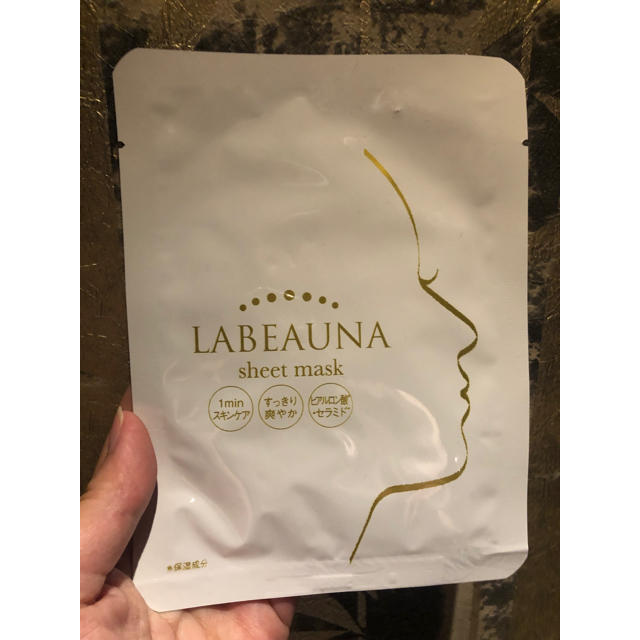 LABEAUNA
sheet mask
1min
スキンケア
すっきり
爽やか
ヒアルロン酸*
・セラミド*
*保湿成分